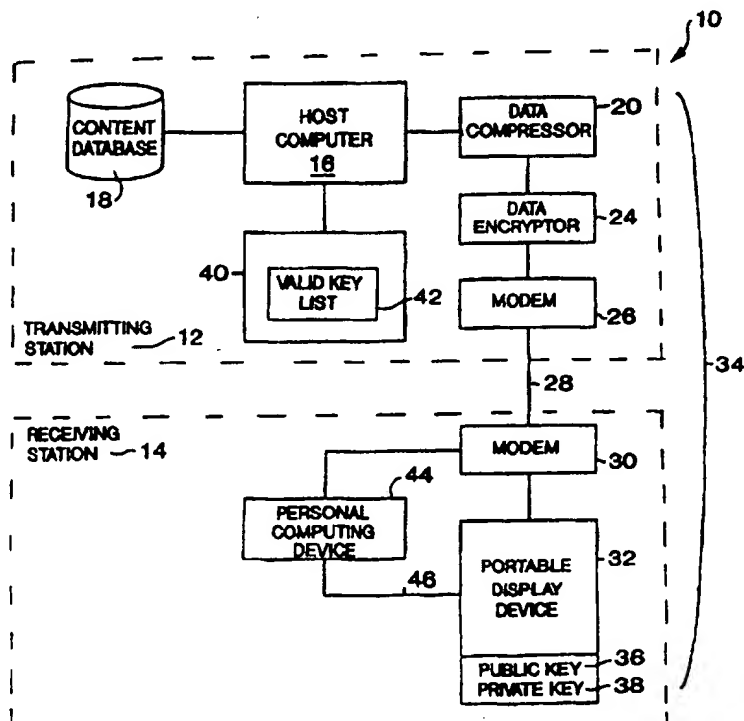 10
CONTENT
DATABASE
18
HOST
COMPUTER
16
DATA
COMPRESSOR
20
DATA
ENCRYPTOR
24
40
VALID KEY
LIST
42
MODEM
26
TRANSMITTING
STATION
12
28
34
RECEIVING
STATION
14
MODEM
30
44
PERSONAL
COMPUTING
DEVICE
46
PORTABLE
DISPLAY
DEVICE
32
PUBLIC KEY
36
PRIVATE KEY
38